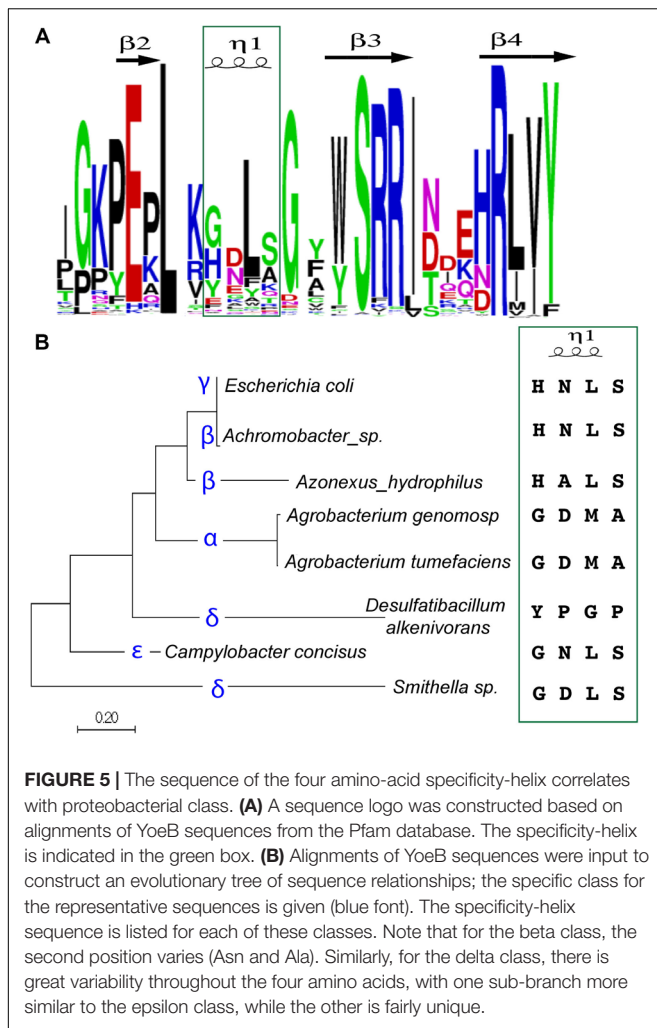 A
β2 η1 β3 β4
B
η1
γ Escherichia coli H N L S
β Achromobacter_sp. H N L S
β Azonexus_hydrophilus H A L S
Agrobacterium genomosp G D M A
α
Agrobacterium tumefaciens G D M A
Desulfatibacillum
δ Y P G P
alkenivorans
ε Campylobacter concisus G N L S
δ Smithella sp. G D L S
0.20
FIGURE 5 | The sequence of the four amino-acid specificity-helix correlates
with proteobacterial class. (A) A sequence logo was constructed based on
alignments of YoeB sequences from the Pfam database. The specificity-helix
is indicated in the green box. (B) Alignments of YoeB sequences were input to
construct an evolutionary tree of sequence relationships; the specific class for
the representative sequences is given (blue font). The specificity-helix
sequence is listed for each of these classes. Note that for the beta class, the
second position varies (Asn and Ala). Similarly, for the delta class, there is
great variability throughout the four amino acids, with one sub-branch more
similar to the epsilon class, while the other is fairly unique.